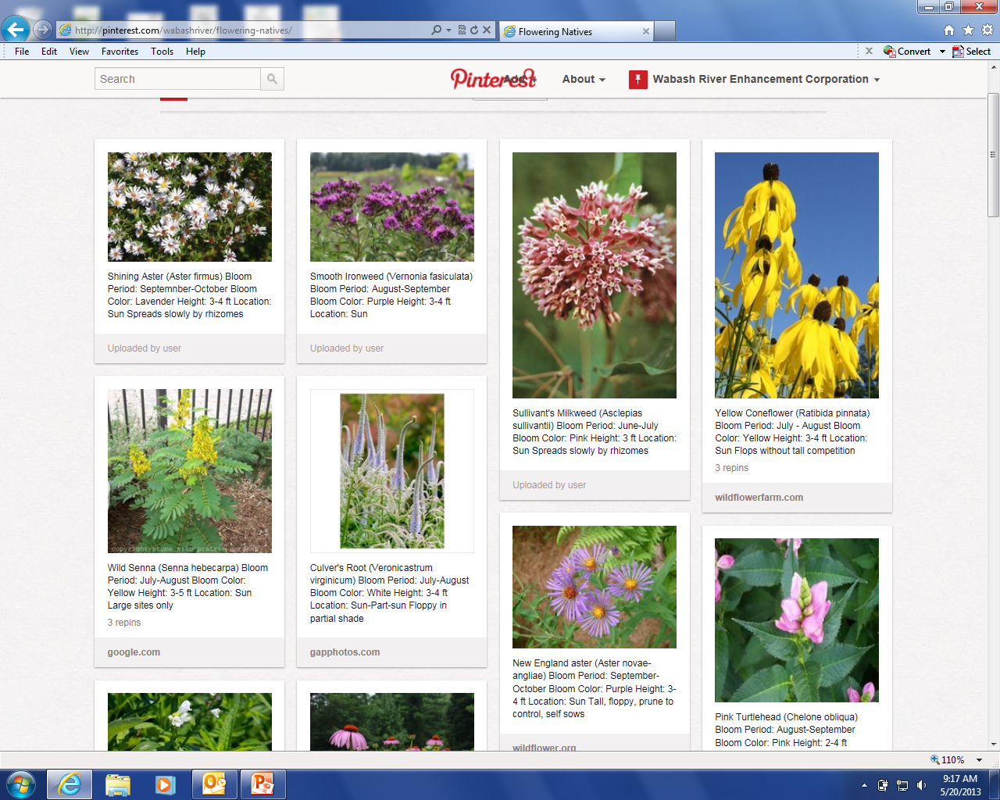 http://pinterest.com/wabashriver/flowering-natives/
Flowering Natives
File Edit View Favorites Tools Help
Convert Select
Search
Pinterest
Add +
About
Wabash River Enhancement Corporation
Shining Aster (Aster firmus) Bloom
Period: Septemnber-October Bloom
Color: Lavender Height: 3-4 ft Location:
Sun Spreads slowly by rhizomes
Uploaded by user
Smooth Ironweed (Vernonia fasiculata)
Bloom Period: August-September
Bloom Color: Purple Height: 3-4 ft
Location: Sun
Uploaded by user
Sullivant's Milkweed (Asclepias
sullivantii) Bloom Period: June-July
Bloom Color: Pink Height: 3 ft Location:
Sun Spreads slowly by rhizomes
Uploaded by user
Yellow Coneflower (Ratibida pinnata)
Bloom Period: July - August Bloom
Color: Yellow Height: 3-4 ft Location:
Sun Flops without tall competition
3 repins
wildflowerfarm.com
copyright stone silo prairie gardens
Wild Senna (Senna hebecarpa) Bloom
Period: July-August Bloom Color:
Yellow Height: 3-5 ft Location: Sun
Large sites only
3 repins
google.com
Culver's Root (Veronicastrum
virginicum) Bloom Period: July-August
Bloom Color: White Height: 3-4 ft
Location: Sun-Part-sun Floppy in
partial shade
gapphotos.com
New England aster (Aster novae-
angliae) Bloom Period: September-
October Bloom Color: Purple Height: 3-
4 ft Location: Sun Tall, floppy, prune to
control, self sows
wildflower.org
Pink Turtlehead (Chelone obliqua)
Bloom Period: August-September
Bloom Color: Pink Height: 2-4 ft
110%
9:17 AM
5/20/2013